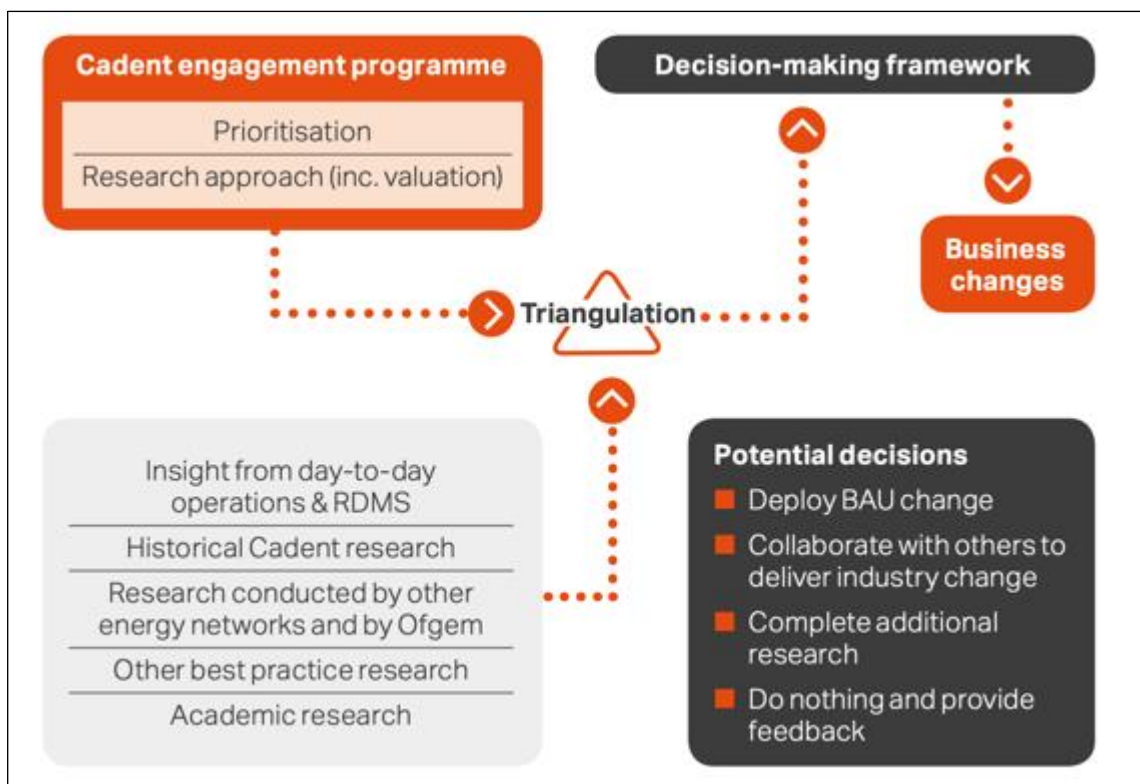 Cadent engagement programme
Prioritisation
Research approach (inc. valuation)
Decision-making framework
Business
changes
Triangulation
Insight from day-to-day
operations & RDMS
Historical Cadent research
Research conducted by other
energy networks and by Ofgem
Other best practice research
Academic research
Potential decisions
Deploy BAU change
Collaborate with others to
deliver industry change
Complete additional
research
Do nothing and provide
feedback